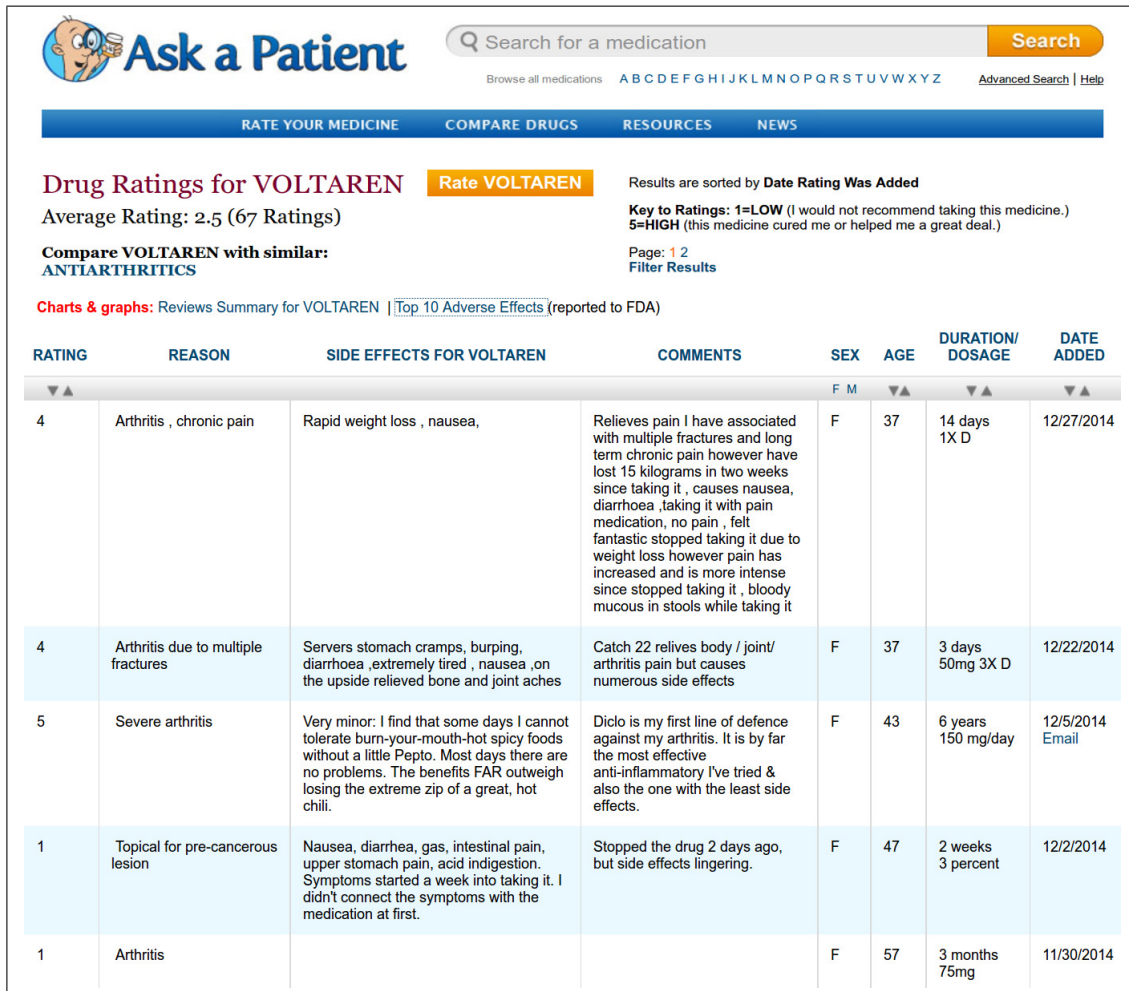 Ask a Patient
Search for a medication
Search
Browse all medications A B C D E F G H I J K L M N O P Q R S T U V W X Y Z
Advanced Search | Help
RATE YOUR MEDICINE COMPARE DRUGS RESOURCES NEWS
Drug Ratings for VOLTAREN
Rate VOLTAREN
Average Rating: 2.5 (67 Ratings)
Compare VOLTAREN with similar:
ANTIARTHRITICS
Results are sorted by Date Rating Was Added
Key to Ratings: 1=LOW (I would not recommend taking this medicine.)
5=HIGH (this medicine cured me or helped me a great deal.)
Page: 1 2
Filter Results
Charts & graphs: Reviews Summary for VOLTAREN | Top 10 Adverse Effects (reported to FDA)
RATING
REASON
SIDE EFFECTS FOR VOLTAREN
COMMENTS
SEX
AGE
DURATION/
DOSAGE
DATE
ADDED
▼▲
F M
▼▲
▼▲
▼▲
4
Arthritis , chronic pain
Rapid weight loss , nausea,
Relieves pain I have associated
with multiple fractures and long
term chronic pain however have
lost 15 kilograms in two weeks
since taking it , causes nausea,
diarrhoea ,taking it with pain
medication, no pain , felt
fantastic stopped taking it due to
weight loss however pain has
increased and is more intense
since stopped taking it , bloody
mucous in stools while taking it
F
37
14 days
1X D
12/27/2014
4
Arthritis due to multiple
fractures
Servers stomach cramps, burping,
diarrhoea ,extremely tired , nausea ,on
the upside relieved bone and joint aches
Catch 22 relives body / joint/
arthritis pain but causes
numerous side effects
F
37
3 days
50mg 3X D
12/22/2014
5
Severe arthritis
Very minor: I find that some days I cannot
tolerate burn-your-mouth-hot spicy foods
without a little Pepto. Most days there are
no problems. The benefits FAR outweigh
losing the extreme zip of a great, hot
chili.
Diclo is my first line of defence
against my arthritis. It is by far
the most effective
anti-inflammatory I've tried &
also the one with the least side
effects.
F
43
6 years
150 mg/day
12/5/2014
Email
1
Topical for pre-cancerous
lesion
Nausea, diarrhea, gas, intestinal pain,
upper stomach pain, acid indigestion.
Symptoms started a week into taking it. I
didn't connect the symptoms with the
medication at first.
Stopped the drug 2 days ago,
but side effects lingering.
F
47
2 weeks
3 percent
12/2/2014
1
Arthritis
F
57
3 months
75mg
11/30/2014